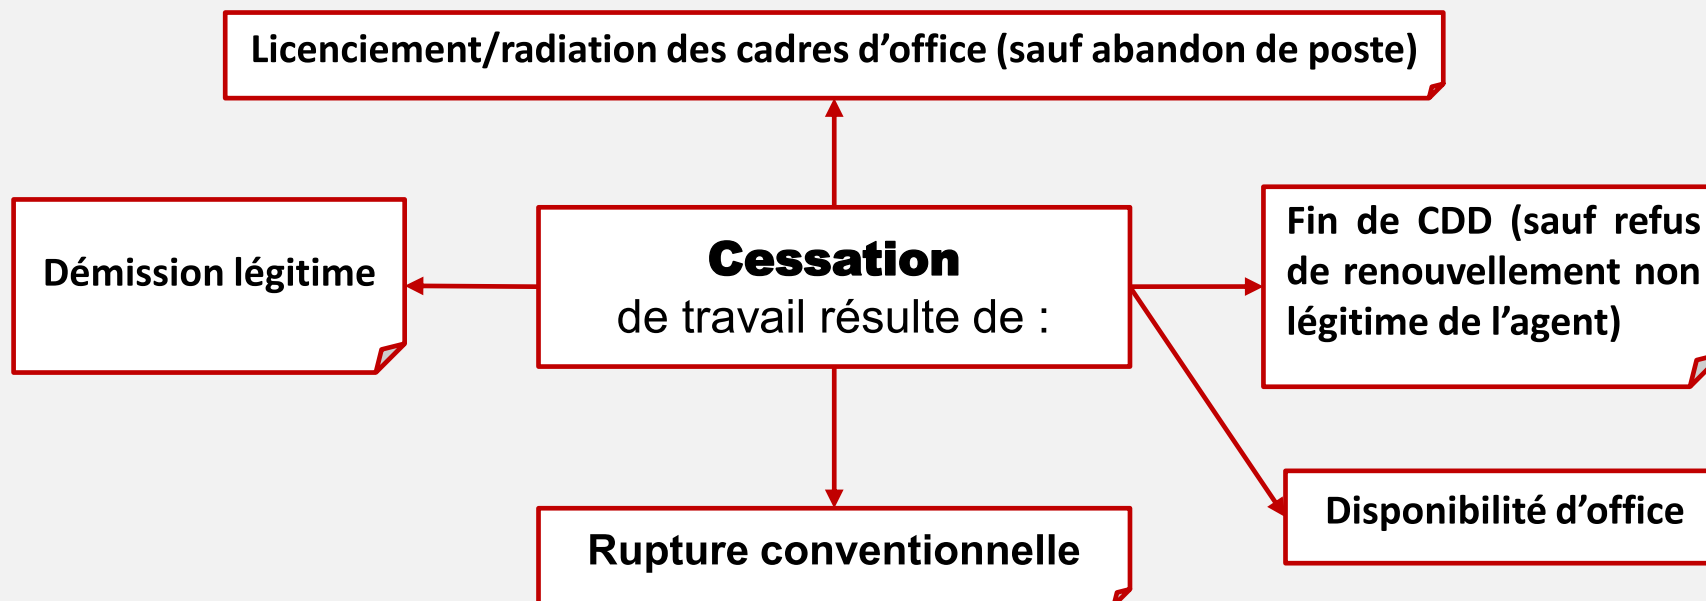 Licenciement/radiation des cadres d’office (sauf abandon de poste)
Démission légitime
Cessation
de travail résulte de :
Fin de CDD (sauf refus
de renouvellement non
légitime de l’agent)
Disponibilité d’office
Rupture conventionnelle